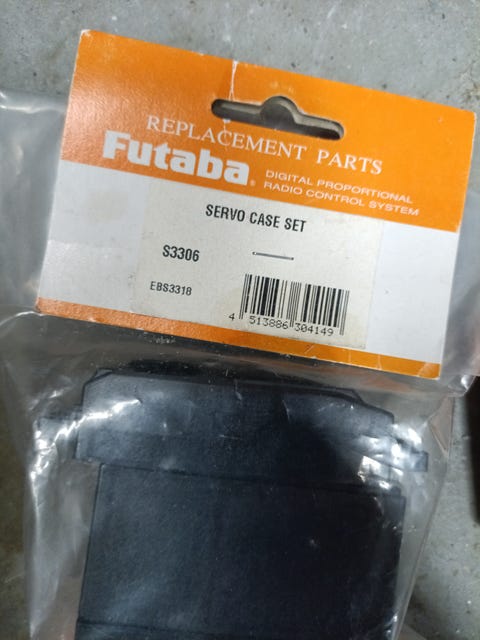 REPLACEMENT PARTS
Futaba®
DIGITAL PROPORTIONAL
RADIO CONTROL SYSTEM
SERVO CASE SET
S3306
EBS3318
4 513886 304149